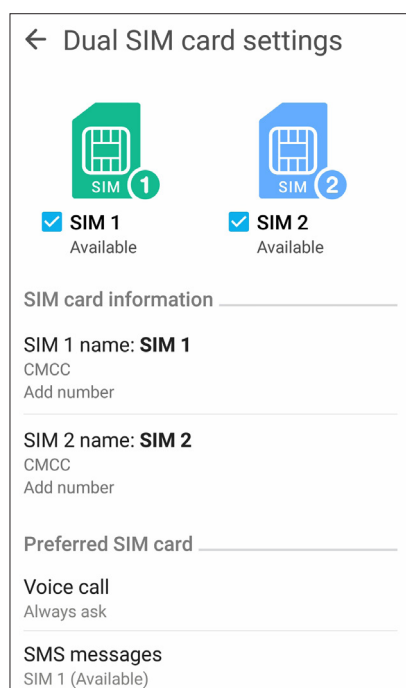 Dual SIM card settings
SIM 1 SIM 2
SIM 1 SIM 2
Available Available
SIM card information
SIM 1 name: SIM 1
CMCC
Add number
SIM 2 name: SIM 2
CMCC
Add number
Preferred SIM card
Voice call
Always ask
SMS messages
SIM 1 (Available)